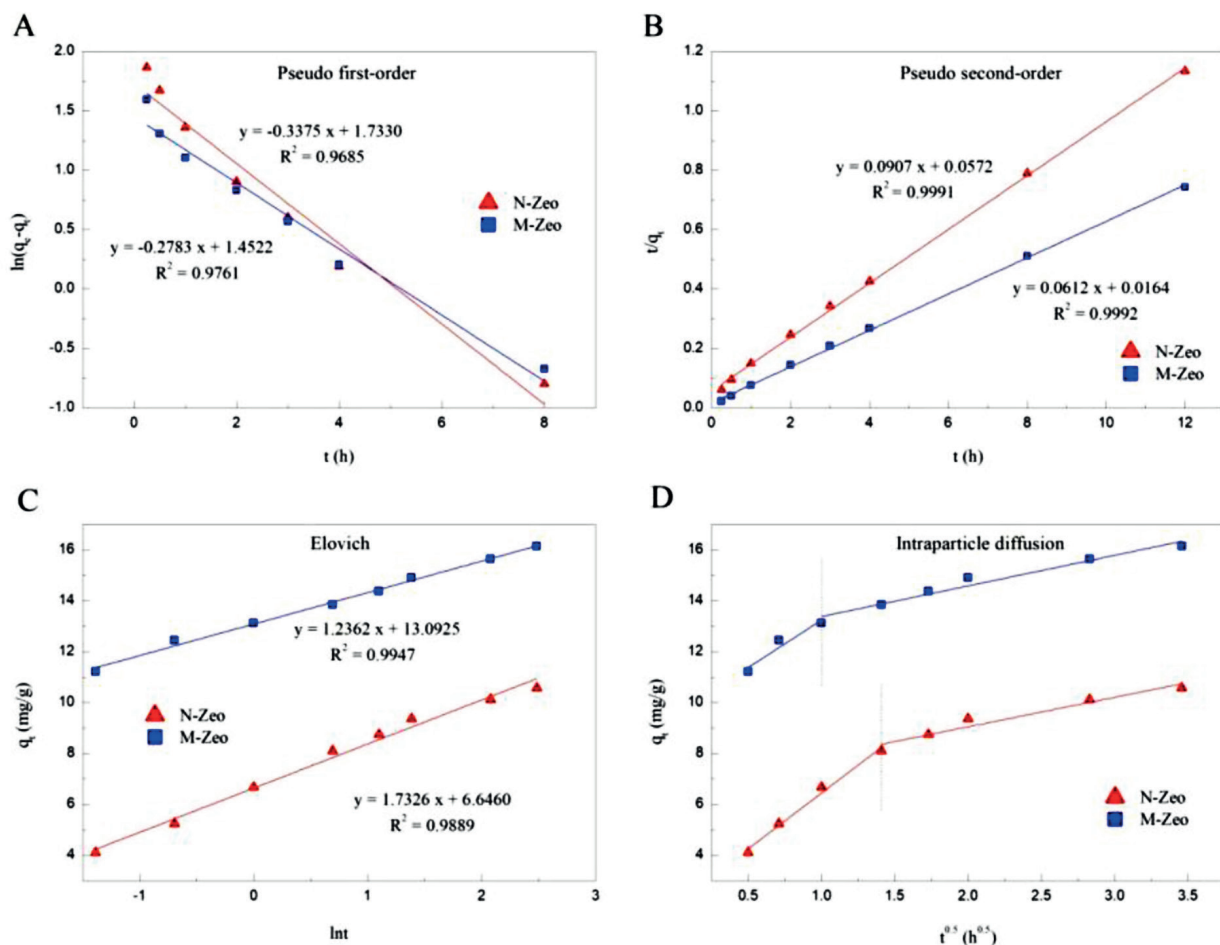 A
Pseudo first-order
2.0
1.5
1.0
0.5
0.0
-0.5
-1.0
ln(qe-qt)
y = -0.3375 x + 1.7330
R² = 0.9685
N-Zeo
M-Zeo
y = -0.2783 x + 1.4522
R² = 0.9761
0 2 4 6 8
t (h)
B
Pseudo second-order
1.2
1.0
0.8
0.6
0.4
0.2
0.0
t/qt
y = 0.0907 x + 0.0572
R² = 0.9991
y = 0.0612 x + 0.0164
R² = 0.9992
N-Zeo
M-Zeo
0 2 4 6 8 10 12
t (h)
C
Elovich
16
14
12
10
8
6
4
qt (mg/g)
y = 1.2362 x + 13.0925
R² = 0.9947
N-Zeo
M-Zeo
y = 1.7326 x + 6.6460
R² = 0.9889
-1 0 1 2 3
lnt
D
Intraparticle diffusion
16
14
12
10
8
6
4
qt (mg/g)
N-Zeo
M-Zeo
0.5 1.0 1.5 2.0 2.5 3.0 3.5
t^0.5 (h^0.5)